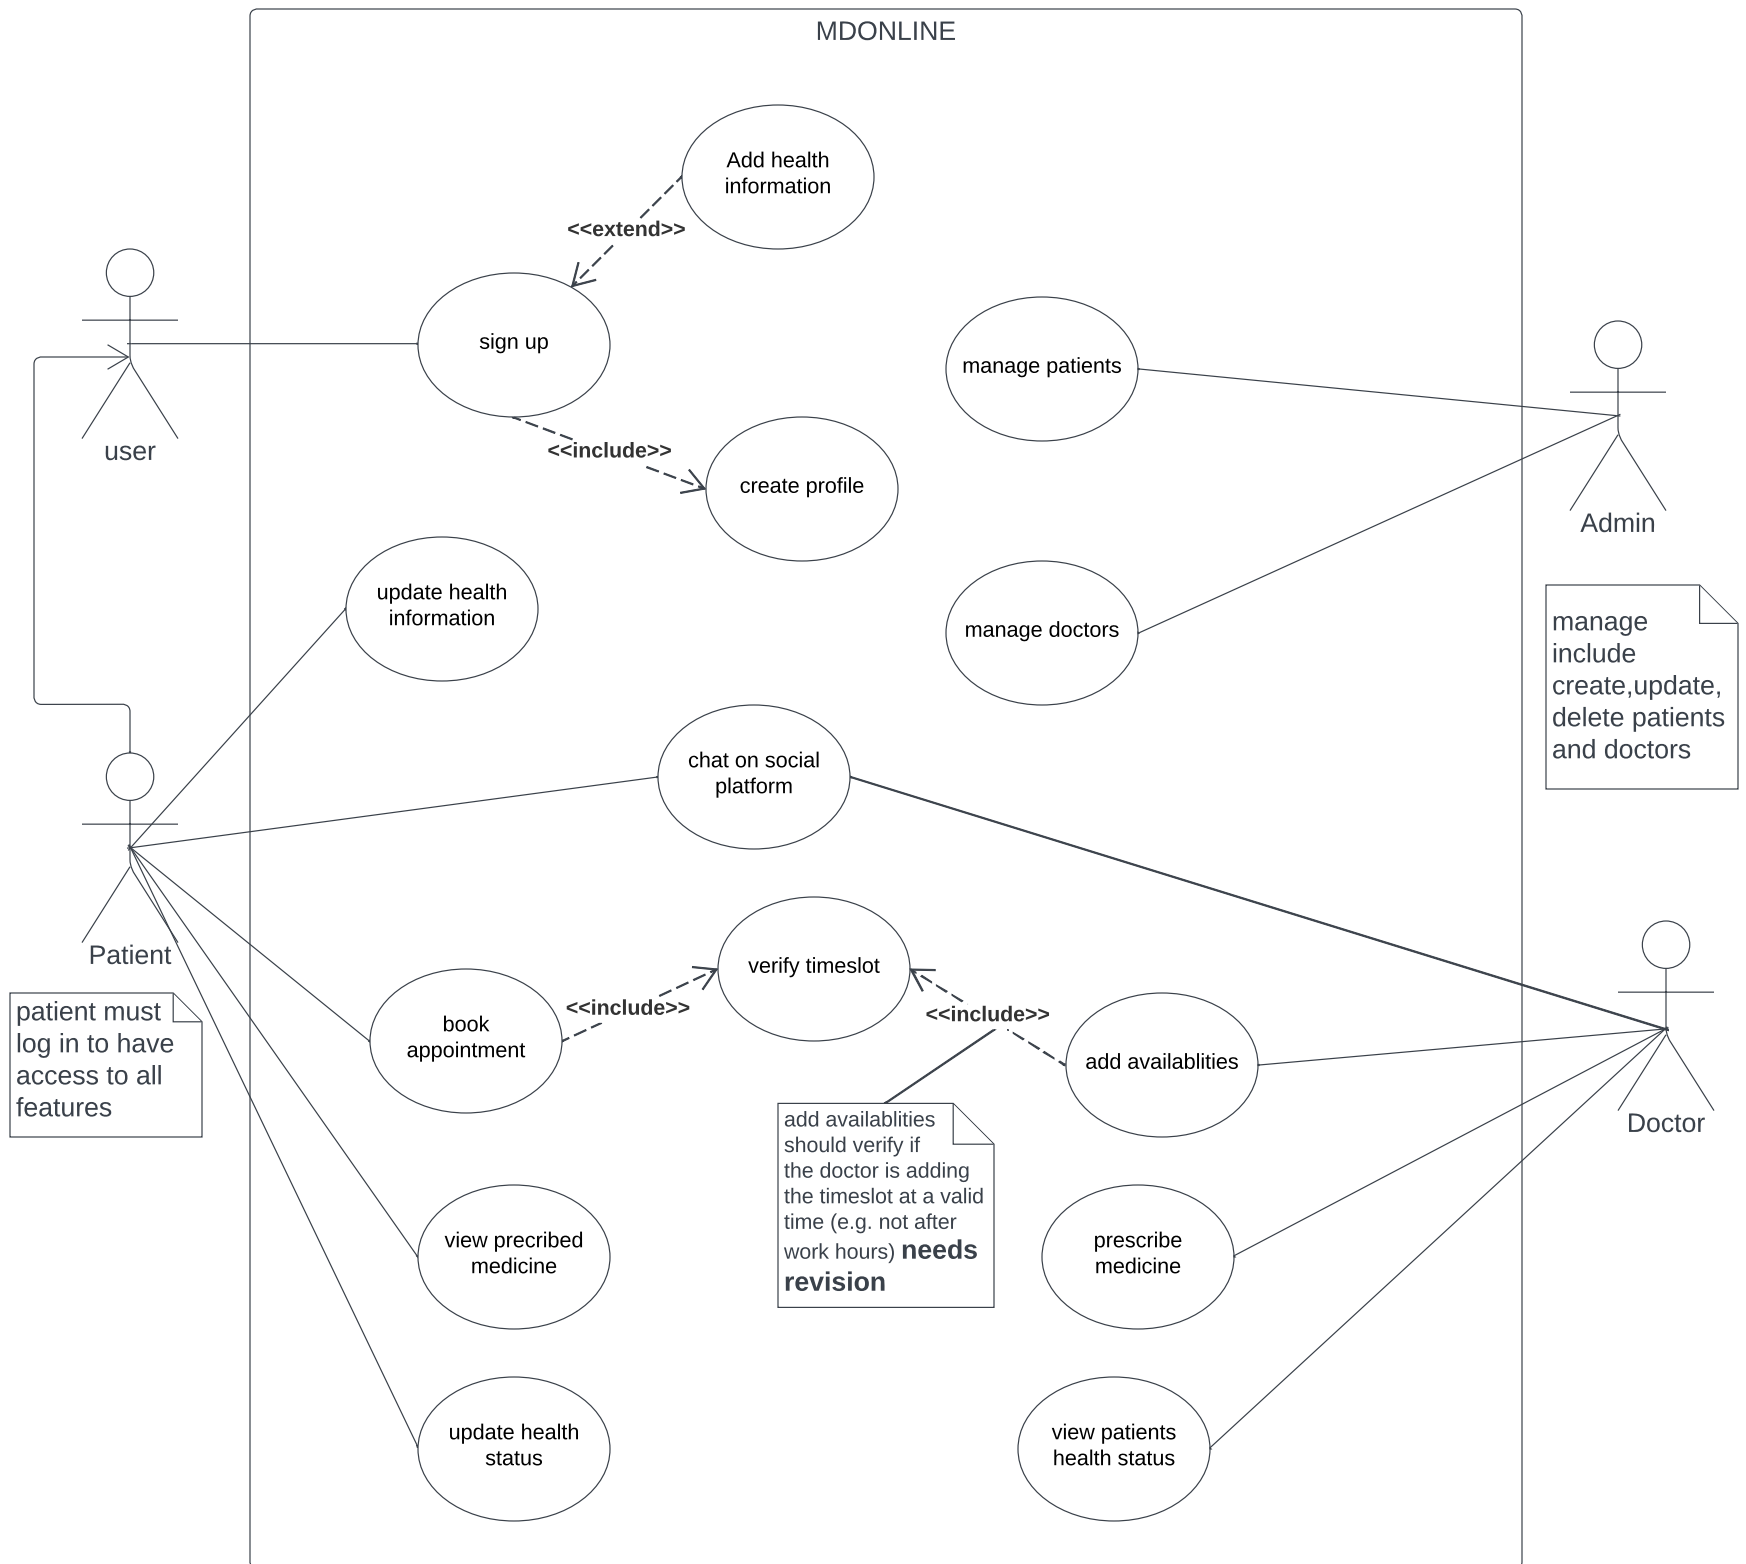 MDONLINE
Add health
information
<<extend>>
sign up
user
<<include>>
create profile
manage patients
Admin
update health
information
manage doctors
manage
include
create,update,
delete patients
and doctors
chat on social
platform
Patient
patient must
log in to have
access to all
features
book
appointment
<<include>>
verify timeslot
<<include>>
add availablities
Doctor
add availablities
should verify if
the doctor is adding
the timeslot at a valid
time (e.g. not after
work hours) needs
revision
view precribed
medicine
prescribe
medicine
update health
status
view patients
health status